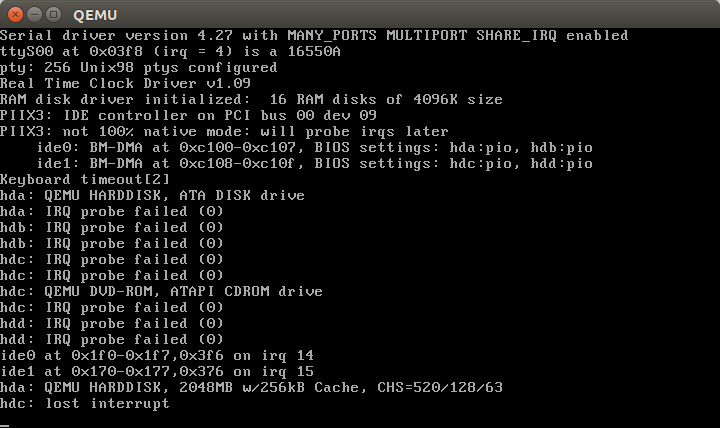 QEMU
Serial driver version 4.27 with MANY_PORTS MULTIPORT SHARE_IRQ enabled
ttyS00 at 0x03f8 (irq = 4) is a 16550A
pty: 256 Unix98 ptys configured
Real Time Clock Driver v1.09
RAM disk driver initialized:  16 RAM disks of 4096K size
PIIX3: IDE controller on PCI bus 00 dev 09
PIIX3: not 100% native mode: will probe irqs later
    ide0: BM-DMA at 0xc100-0xc107, BIOS settings: hda:pio, hdb:pio
    ide1: BM-DMA at 0xc108-0xc10f, BIOS settings: hdc:pio, hdd:pio
Keyboard timeout[2]
hda: QEMU HARDDISK, ATA DISK drive
hda: IRQ probe failed (0)
hdb: IRQ probe failed (0)
hdb: IRQ probe failed (0)
hdc: IRQ probe failed (0)
hdc: IRQ probe failed (0)
hdc: QEMU DVD-ROM, ATAPI CDROM drive
hdc: IRQ probe failed (0)
hdd: IRQ probe failed (0)
hdd: IRQ probe failed (0)
ide0 at 0x1f0-0x1f7,0x3f6 on irq 14
ide1 at 0x170-0x177,0x376 on irq 15
hda: QEMU HARDDISK, 2048MB w/256kB Cache, CHS=520/128/63
hdc: lost interrupt